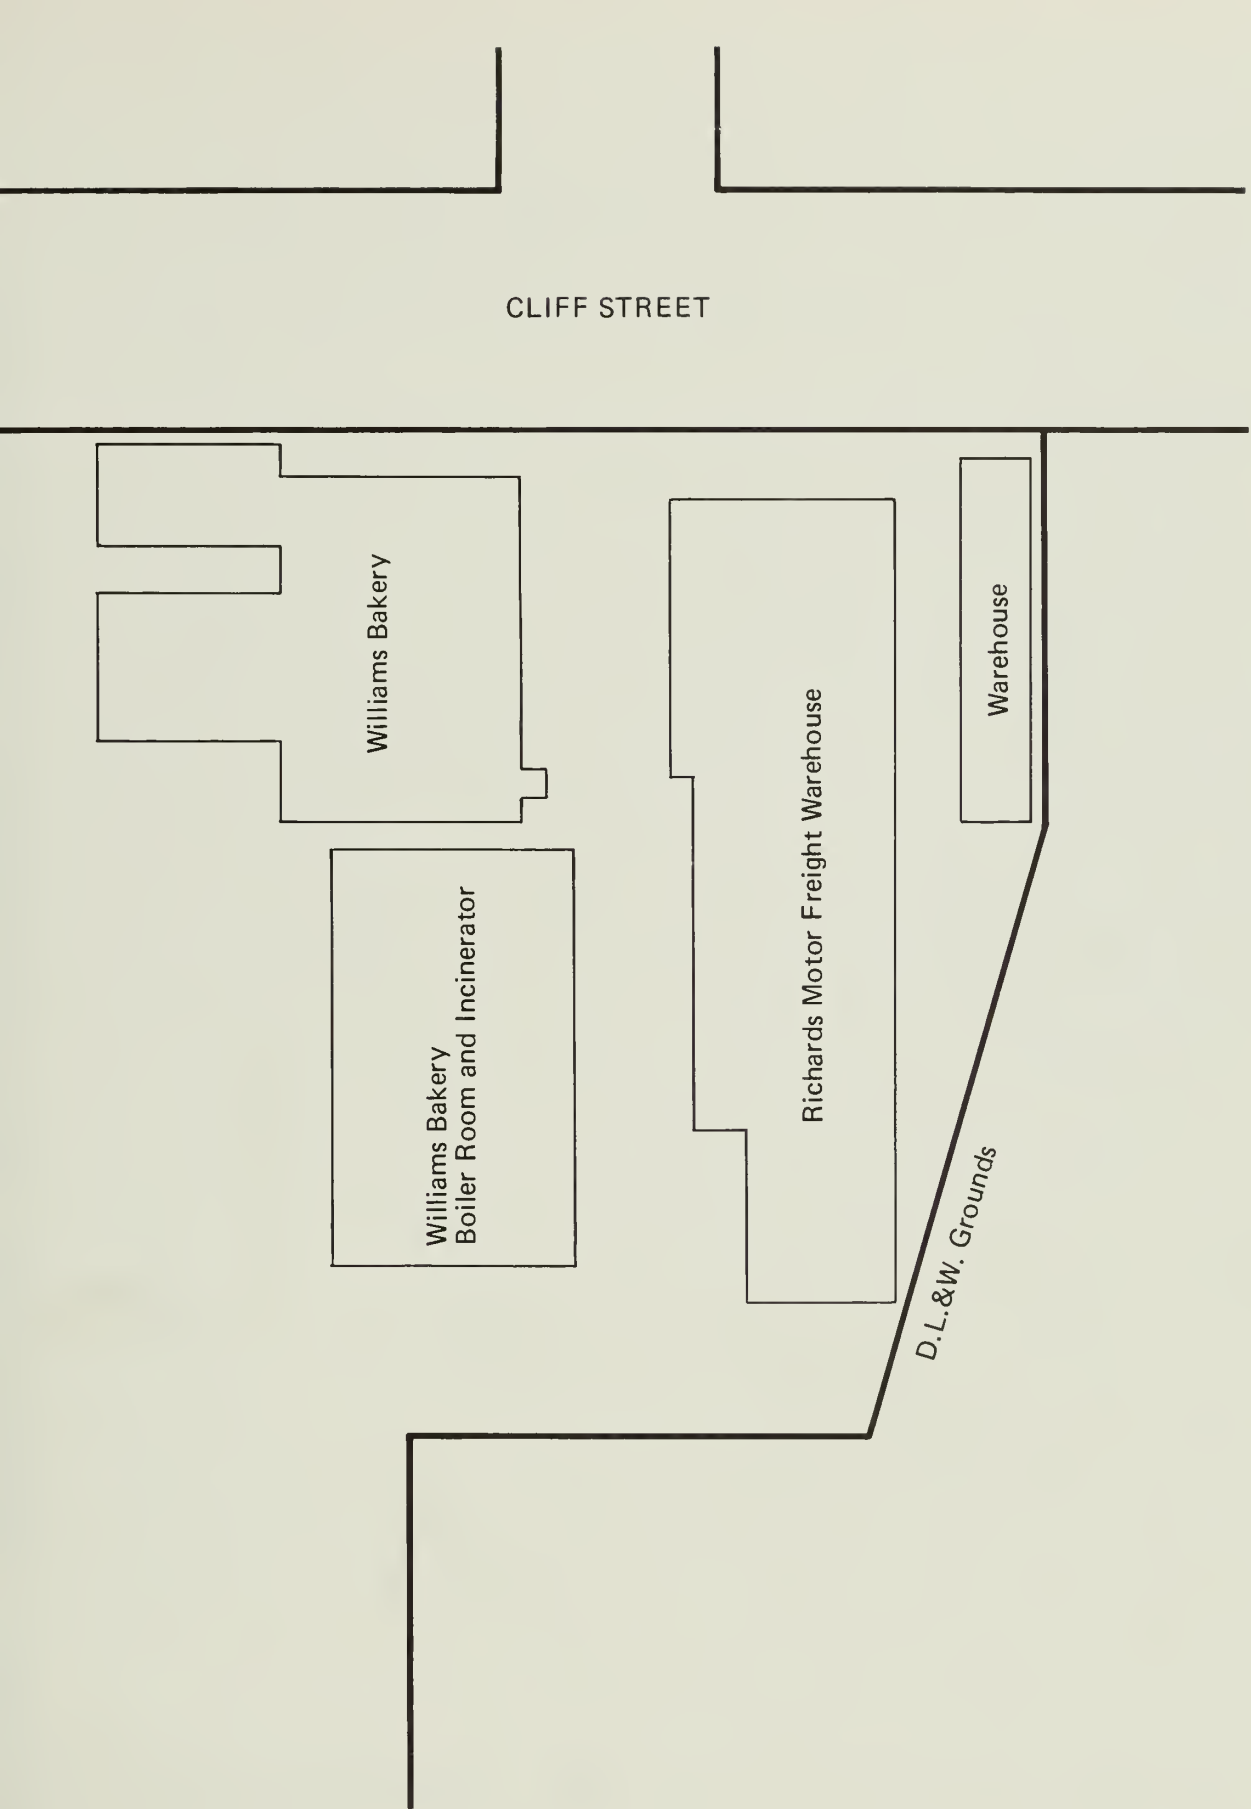 CLIFF STREET
Williams Bakery
Warehouse
Richards Motor Freight Warehouse
Williams Bakery
Boiler Room and Incinerator
D.L.&W. Grounds